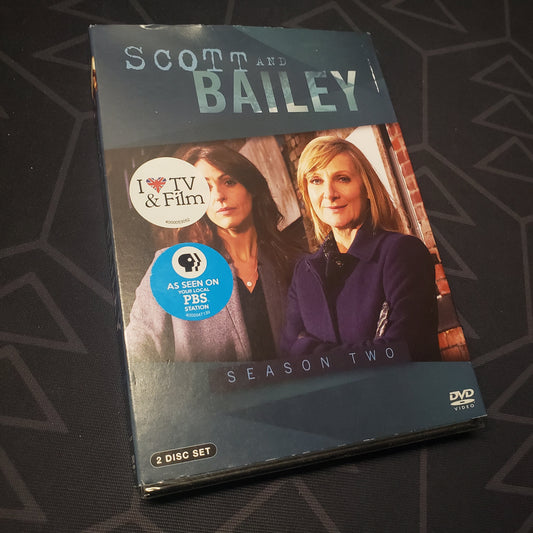 SCOTT AND
BAILEY
I TV
& Film
AS SEEN ON
YOUR LOCAL
PBS
STATION
SEASON TWO
DVD
VIDEO
2 DISC SET